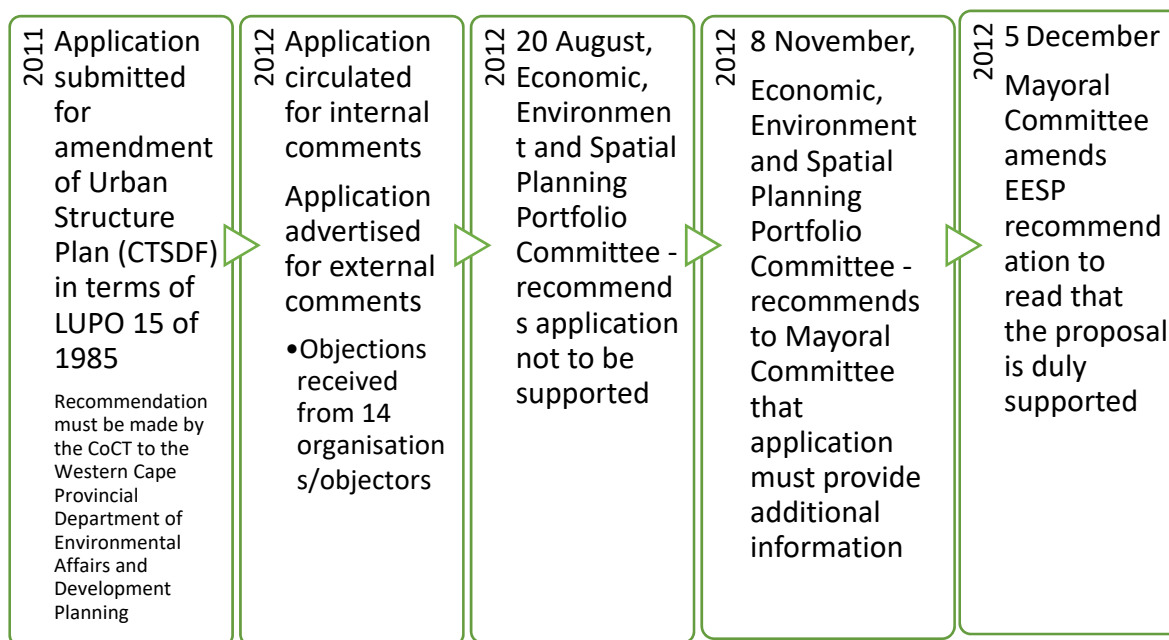 2011
Application
submitted
for
amendment
of Urban
Structure
Plan (CTSDF)
in terms of
LUPO 15 of
1985
Recommendation
must be made by
the CoCT to the
Western Cape
Provincial
Department of
Environmental
Affairs and
Development
Planning
2012
Application
circulated
for internal
comments
Application
advertised
for external
comments
•Objections
received
from 14
organisation
s/objectors
2012
20 August,
Economic,
Environmen
t and Spatial
Planning
Portfolio
Committee -
recommend
s application
not to be
supported
2012
8 November,
Economic,
Environment
and Spatial
Planning
Portfolio
Committee -
recommends
to Mayoral
Committee
that
application
must provide
additional
information
2012
5 December
Mayoral
Committee
amends
EESP
recommend
ation to
read that
the proposal
is duly
supported